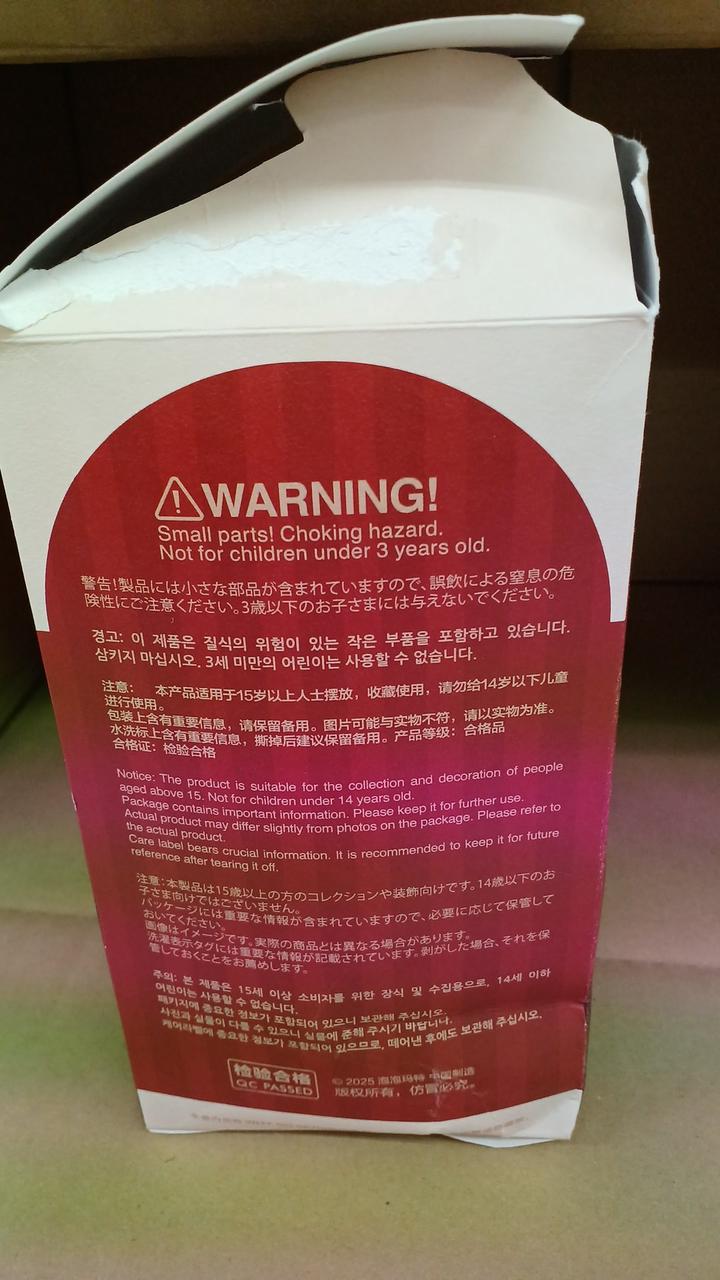 WARNING!
Small parts! Choking hazard.
Not for children under 3 years old.
警告!製品には小さな部品が含まれていますので、誤飲による窒息の危
険性にご注意ください。3歳以下のお子さまには与えないでください。
경고: 이 제품은 질식의 위험이 있는 작은 부품을 포함하고 있습니다.
삼키지 마십시오. 3세 미만의 어린이는 사용할 수 없습니다.
注意: 本产品适用于15岁以上人士摆放，收藏使用，请勿给14岁以下儿童
进行使用。
包装上含有重要信息，请保留备用。图片可能与实物不符，请以实物为准。
水洗标上含有重要信息，撕掉后建议保留备用。产品等级：合格品
合格证：检验合格
Notice: The product is suitable for the collection and decoration of people
aged above 15. Not for children under 14 years old.
Package contains important information. Please keep it for further use.
Actual product may differ slightly from photos on the package. Please refer to
the actual product.
Care label bears crucial information. It is recommended to keep it for future
reference after tearing it off.
注意:本製品は15歳以上の方のコレクションや装飾向けです。14歳以下のお
子さま向けではございません。
パッケージには重要な情報が含まれていますので、必要に応じて保管して
おいてください。
画像はイメージです。実際の商品とは異なる場合があります。
洗濯表示タグには重要な情報が記載されています。剥がした場合、それを保
管しておくことをお薦めします。
주의: 본 제품은 15세 이상 소비자를 위한 장식 및 수집용으로, 14세 이하
어린이는 사용할 수 없습니다.
패키지에 중요한 정보가 포함되어 있으니 보관해 주십시오.
사진과 실물이 다를 수 있으니 실물에 준해 주시기 바랍니다.
케어라벨에 중요한 정보가 포함되어 있으므로, 떼어낸 후에도 보관해 주십시오.
检验合格
QC PASSED
© 2025 泡泡玛特 中国制造
版权所有，仿冒必究。